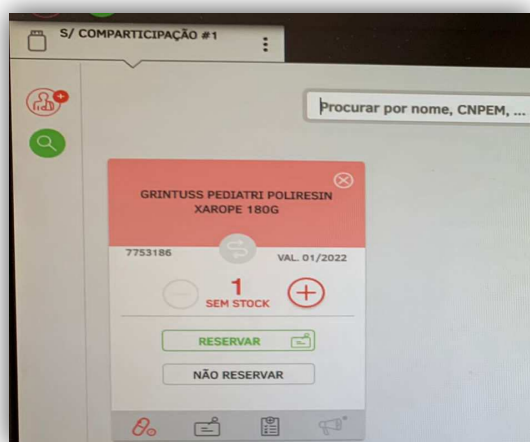 S/ COMPARTICIPAÇÃO #1
Procurar por nome, CNPEM, ...
GRINTUSS PEDIATRI POLIRESIN
XAROPE 180G
7753186
VAL. 01/2022
1
SEM STOCK
RESERVAR
NÃO RESERVAR